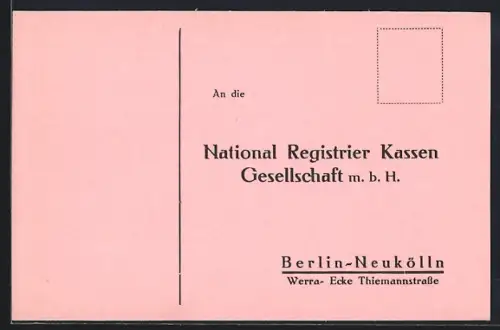 An die
National Registrier Kassen
Gesellschaft m. b. H.
Berlin-Neukölln
Werra- Ecke Thiemannstraße